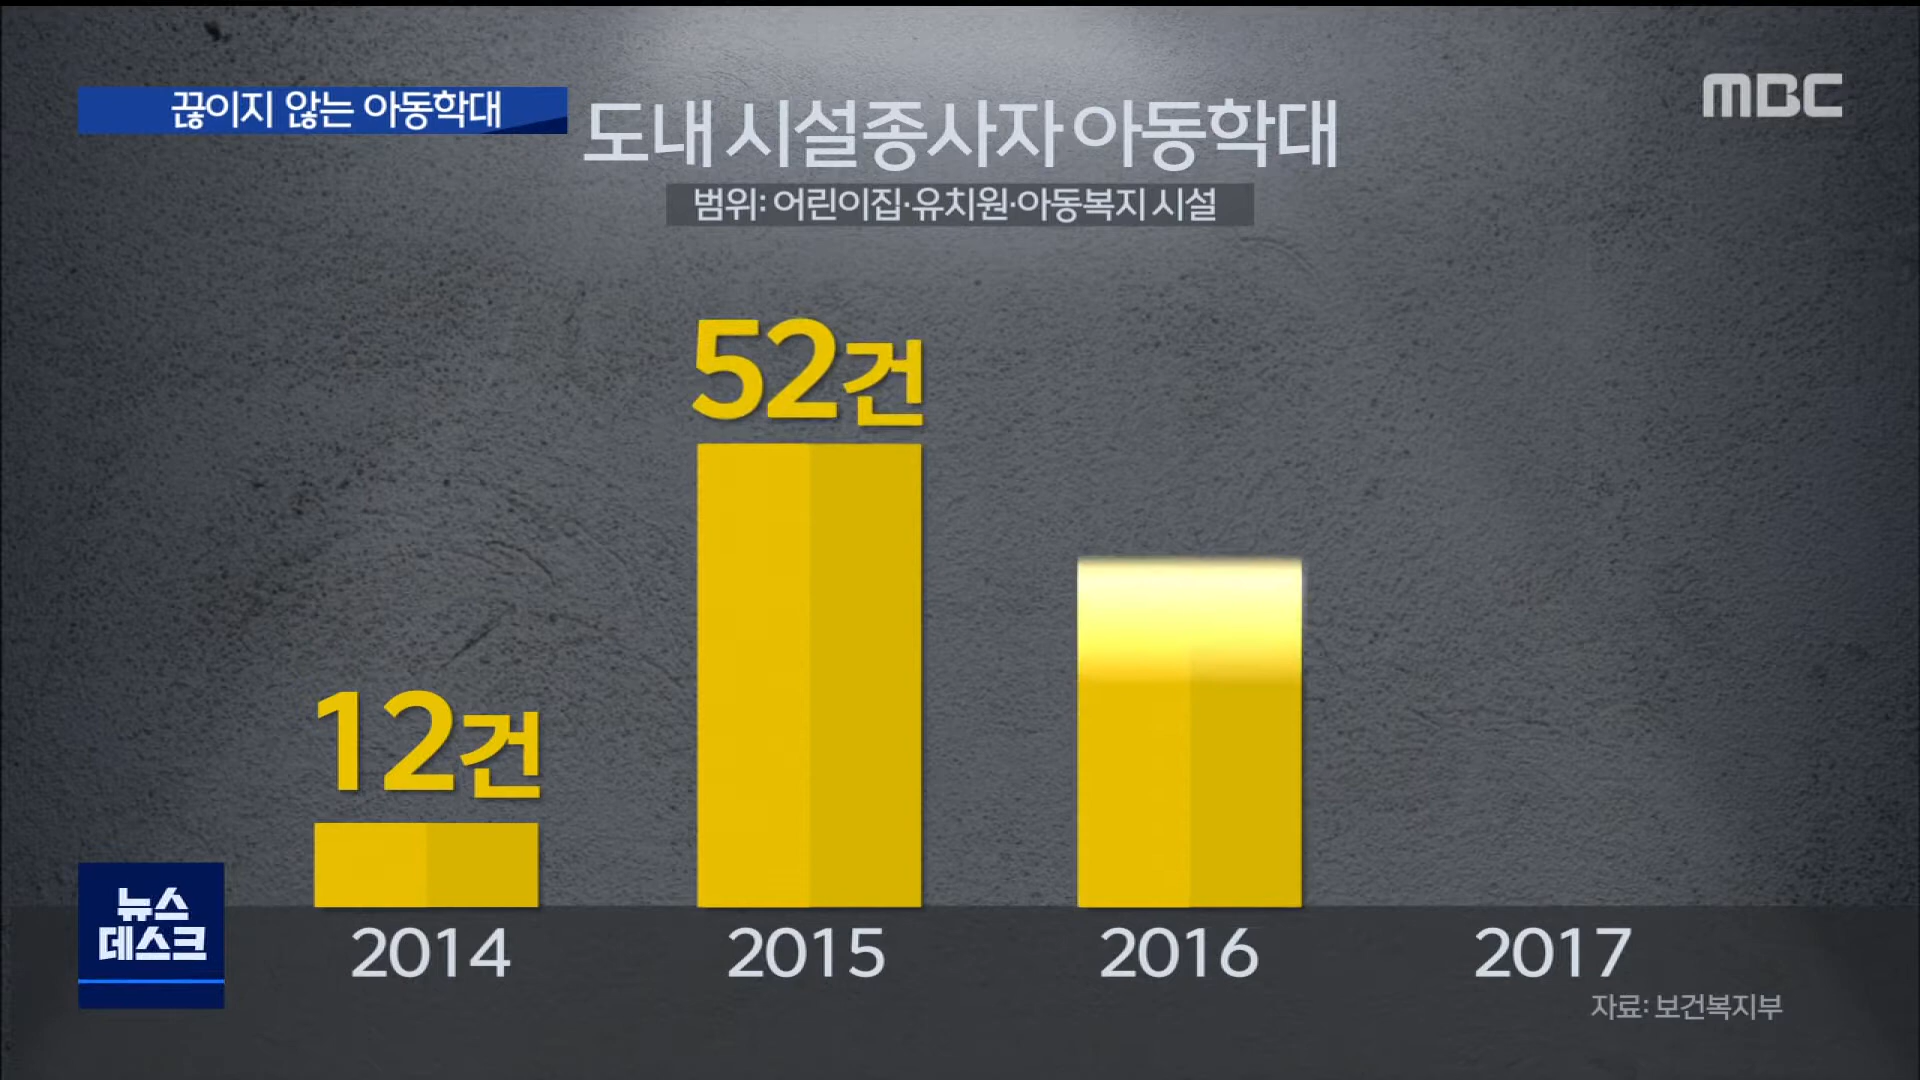 끊이지 않는 아동학대
도내 시설종사자 아동학대
MBC
범위: 어린이집·유치원·아동복지 시설
52건
12건
2014
2015
2016
2017
뉴스
데스크
자료: 보건복지부